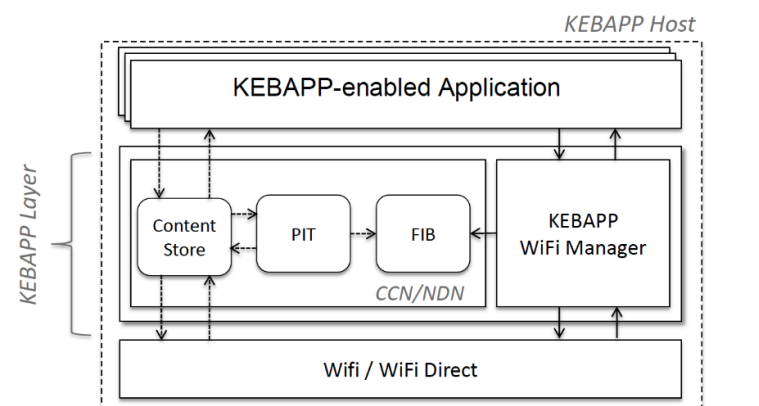 KEBAPP Host
KEBAPP-enabled Application
KEBAPP Layer
Content
Store
PIT
FIB
KEBAPP
WiFi Manager
CCN/NDN
Wifi / WiFi Direct